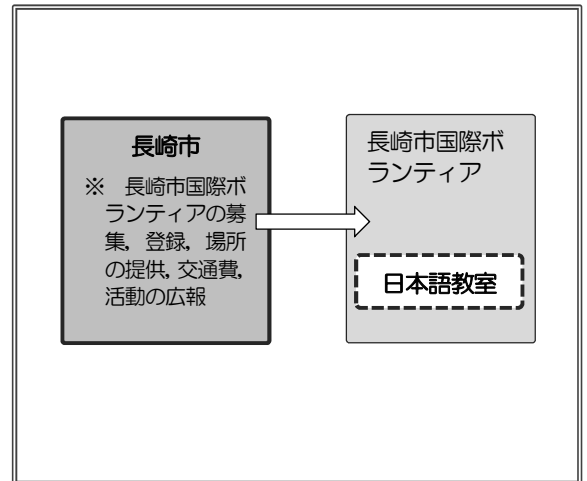 長崎市
※　長崎市国際ボ
ランティアの募
集，登録，場所
の提供，交通費，
活動の広報
長崎市国際ボ
ランティア
日本語教室